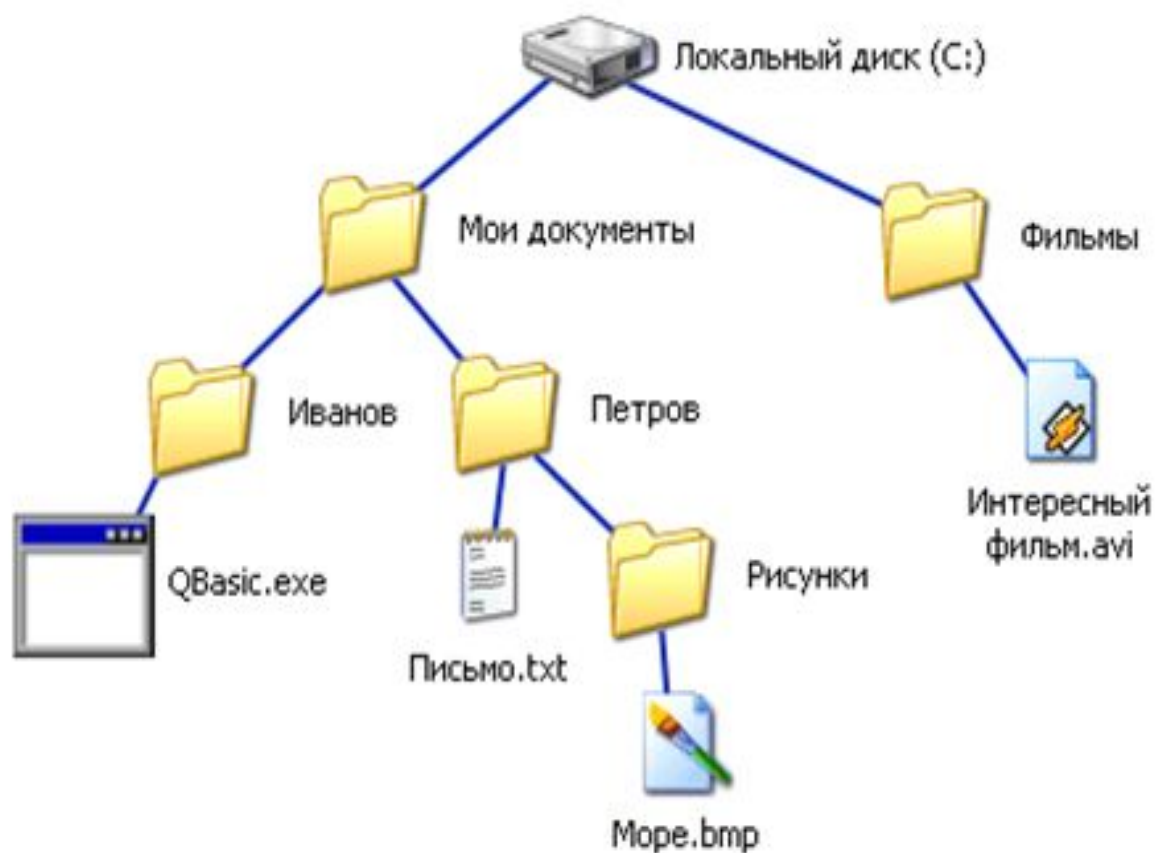 Локальный диск (C:)
Мои документы
Фильмы
Иванов
Петров
Интересный
фильм.avi
QBasic.exe
Рисунки
Письмо.txt
Море.bmp